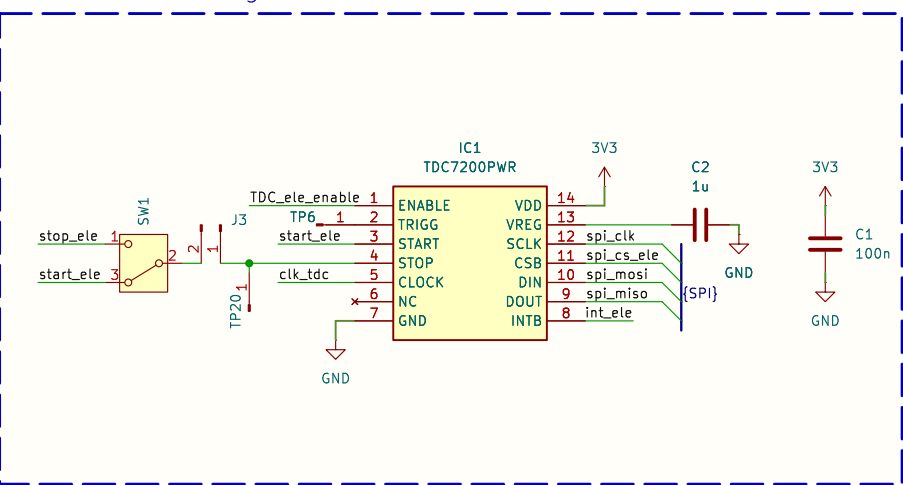 IC1
TDC7200PWR
3V3
C2
1u
3V3
SW1
J3
TDC_ele_enable 1 ENABLE VDD 14
TP6 1 2 TRIGG VREG 13
stop_ele 1 2 1 start_ele 3 START SCLK 12 spi_clk
2 4 STOP CSB 11 spi_cs_ele
start_ele 3 clk_tdc 5 CLOCK DIN 10 spi_mosi
TP20 1 6 NC DOUT 9 spi_miso {SPI}
7 GND INTB 8 int_ele
GND
C1
100n
GND
GND